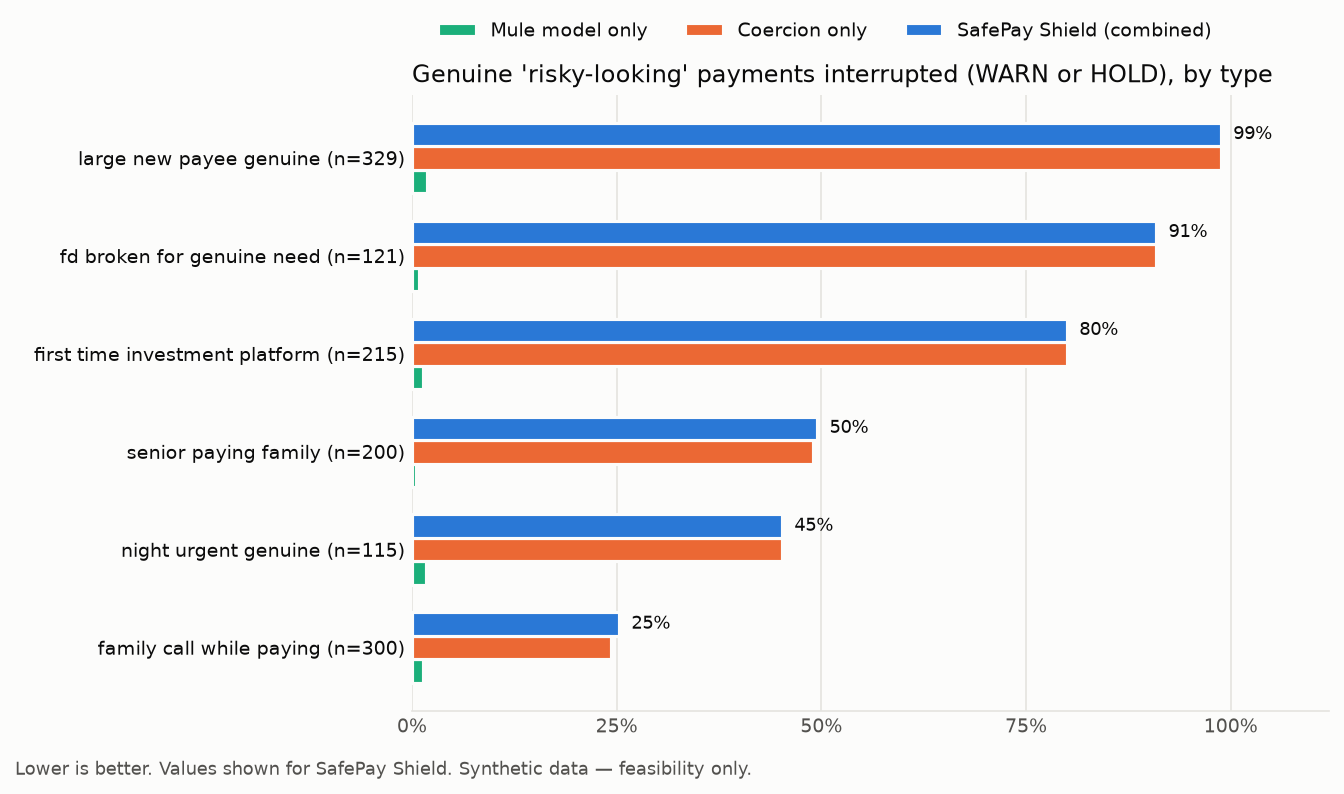 Mule model only
Coercion only
SafePay Shield (combined)
Genuine 'risky-looking' payments interrupted (WARN or HOLD), by type
large new payee genuine (n=329)
99%
fd broken for genuine need (n=121)
91%
first time investment platform (n=215)
80%
senior paying family (n=200)
50%
night urgent genuine (n=115)
45%
family call while paying (n=300)
25%
0%
25%
50%
75%
100%
Lower is better. Values shown for SafePay Shield. Synthetic data — feasibility only.